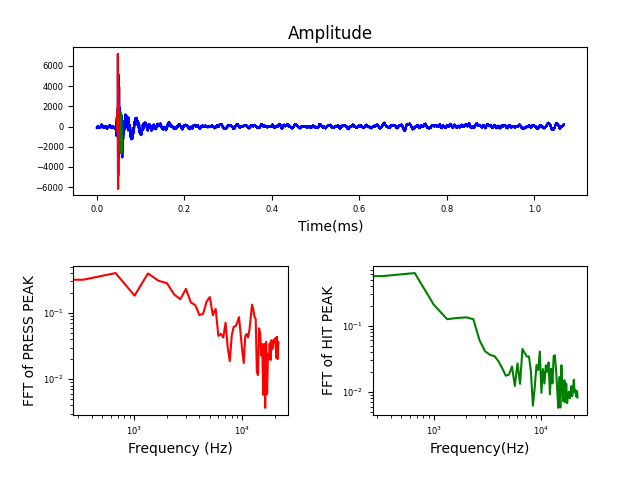 Amplitude
6000
4000
2000
0
−2000
−4000
−6000
0.0 0.2 0.4 0.6 0.8 1.0
Time(ms)
FFT of PRESS PEAK
10⁻¹
10⁻²
10³ 10⁴
Frequency (Hz)
FFT of HIT PEAK
10⁻¹
10⁻²
10³ 10⁴
Frequency(Hz)